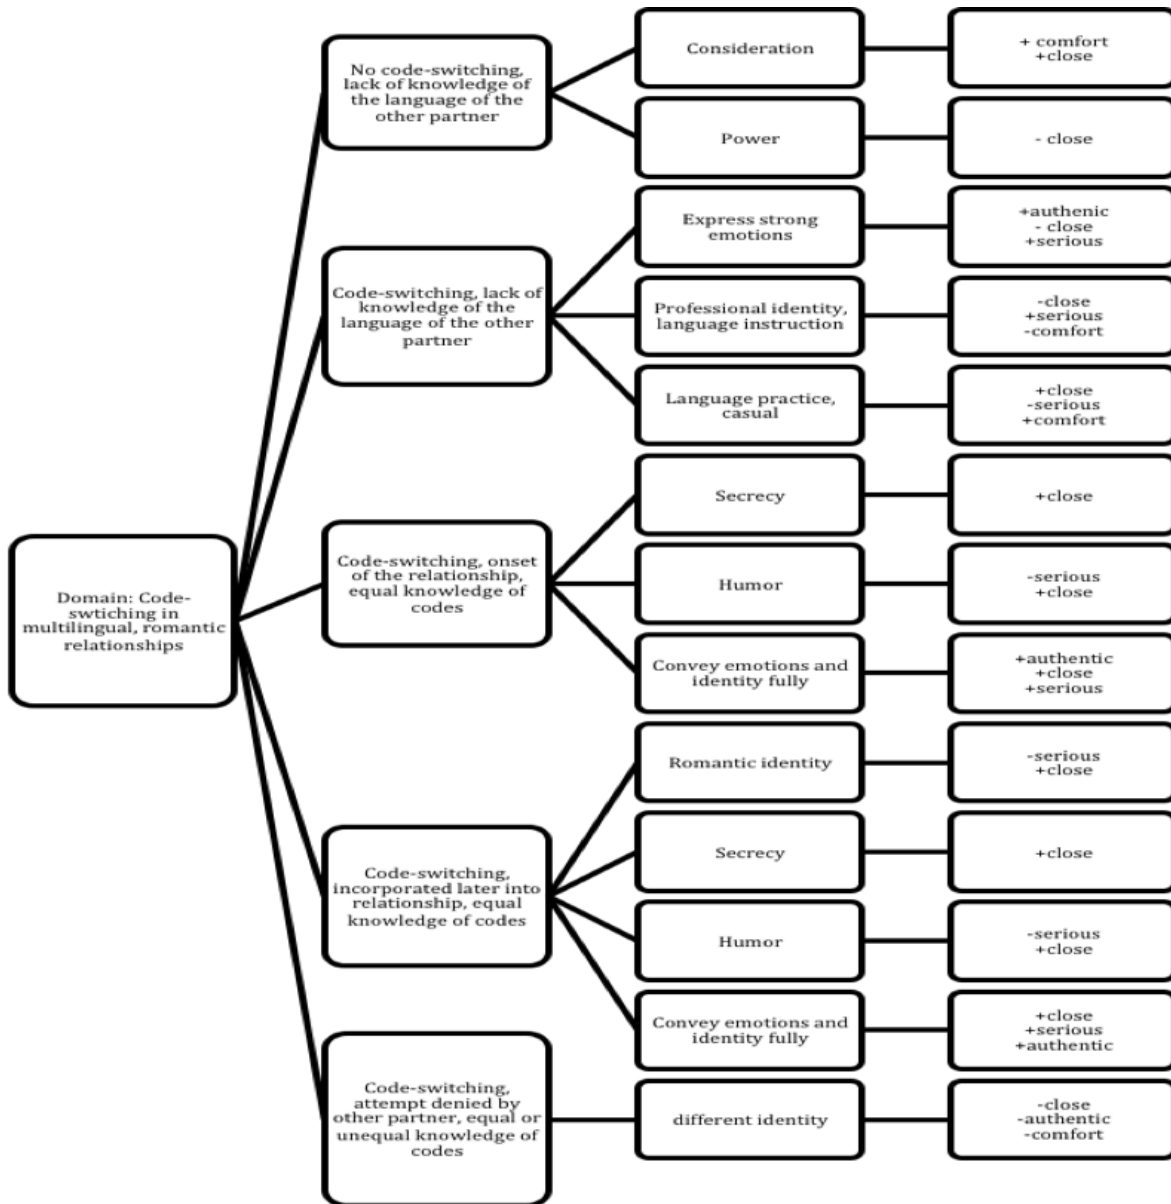 No code-switching,
lack of knowledge of
the language of the
other partner
Consideration
+ comfort
+close
Power
- close
Code-switching, lack of
knowledge of the
language of the other
partner
Express strong
emotions
+authenic
- close
+serious
Professional identity,
language instruction
-close
+serious
-comfort
Language practice,
casual
+close
-serious
+comfort
Domain: Code-
swtiching in
multilingual, romantic
relationships
Code-switching, onset
of the relationship,
equal knowledge of
codes
Secrecy
+close
Humor
-serious
+close
Convey emotions and
identity fully
+authentic
+close
+serious
Code-switching,
incorporated later into
relationship, equal
knowledge of codes
Romantic identity
-serious
+close
Secrecy
+close
Humor
-serious
+close
Convey emotions and
identity fully
+close
+serious
+authentic
Code-switching,
attempt denied by
other partner, equal or
unequal knowledge of
codes
different identity
-close
-authentic
-comfort